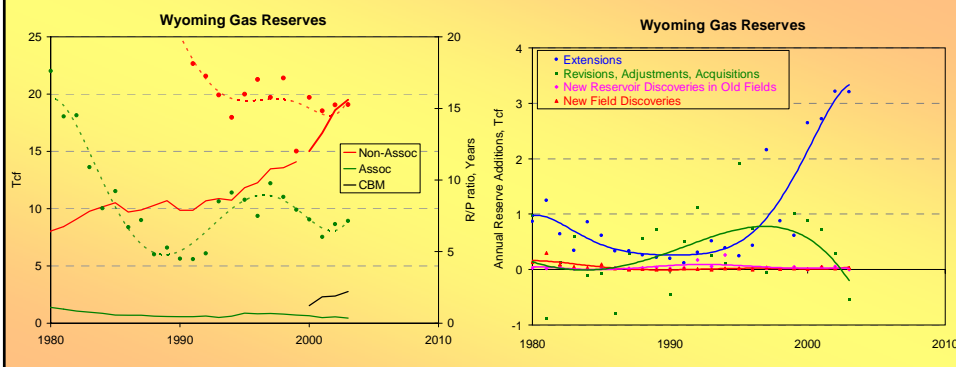 Wyoming Gas Reserves
25
20
15
10
5
0
Tcf
1980
1990
2000
2010
20
15
10
5
0
R/P ratio, Years
Non-Assoc
Assoc
CBM
Wyoming Gas Reserves
4
3
2
1
0
-1
Annual Reserve Additions, Tcf
1980
1990
2000
2010
Extensions
Revisions, Adjustments, Acquisitions
New Reservoir Discoveries in Old Fields
New Field Discoveries